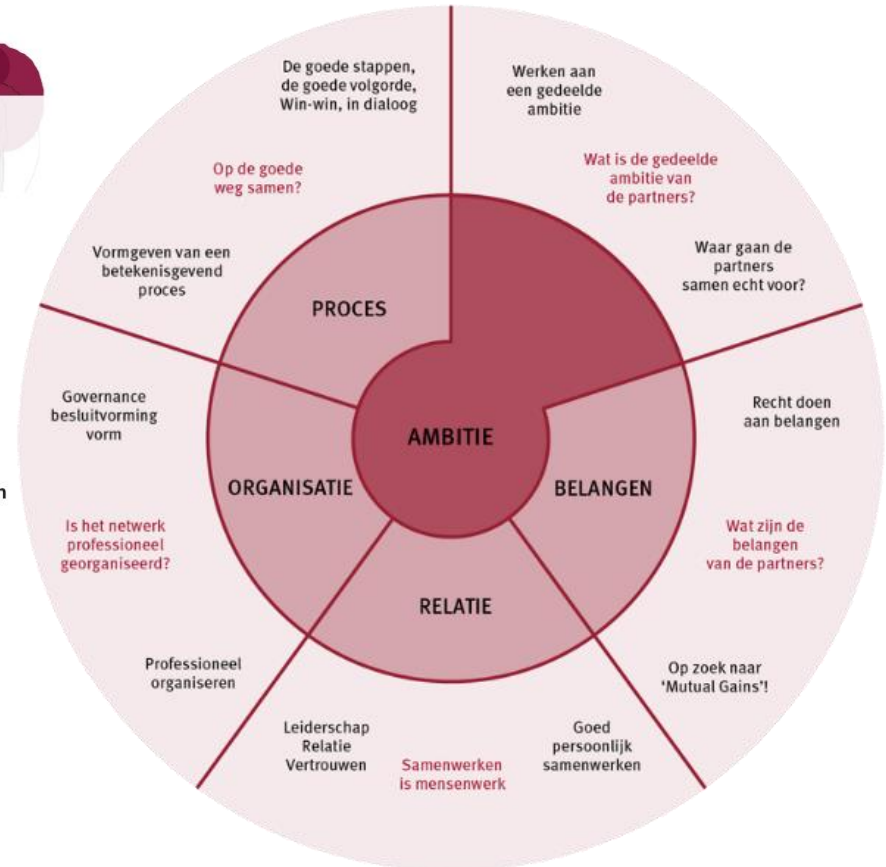 De goede stappen,
de goede volgorde,
Win-win, in dialoog
Op de goede
weg samen?
Vormgeven van een
betekenisgevend
proces
PROCES
Werken aan
een gedeelde
ambitie
Wat is de gedeelde
ambitie van
de partners?
Waar gaan de
partners
samen echt voor?
AMBITIE
Governance
besluitvorming
vorm
Is het netwerk
professioneel
georganiseerd?
Professioneel
organiseren
ORGANISATIE
BELANGEN
Recht doen
aan belangen
Wat zijn de
belangen
van de partners?
Op zoek naar
‘Mutual Gains’!
RELATIE
Leiderschap
Relatie
Vertrouwen
Samenwerken
is mensenwerk
Goed
persoonlijk
samenwerken